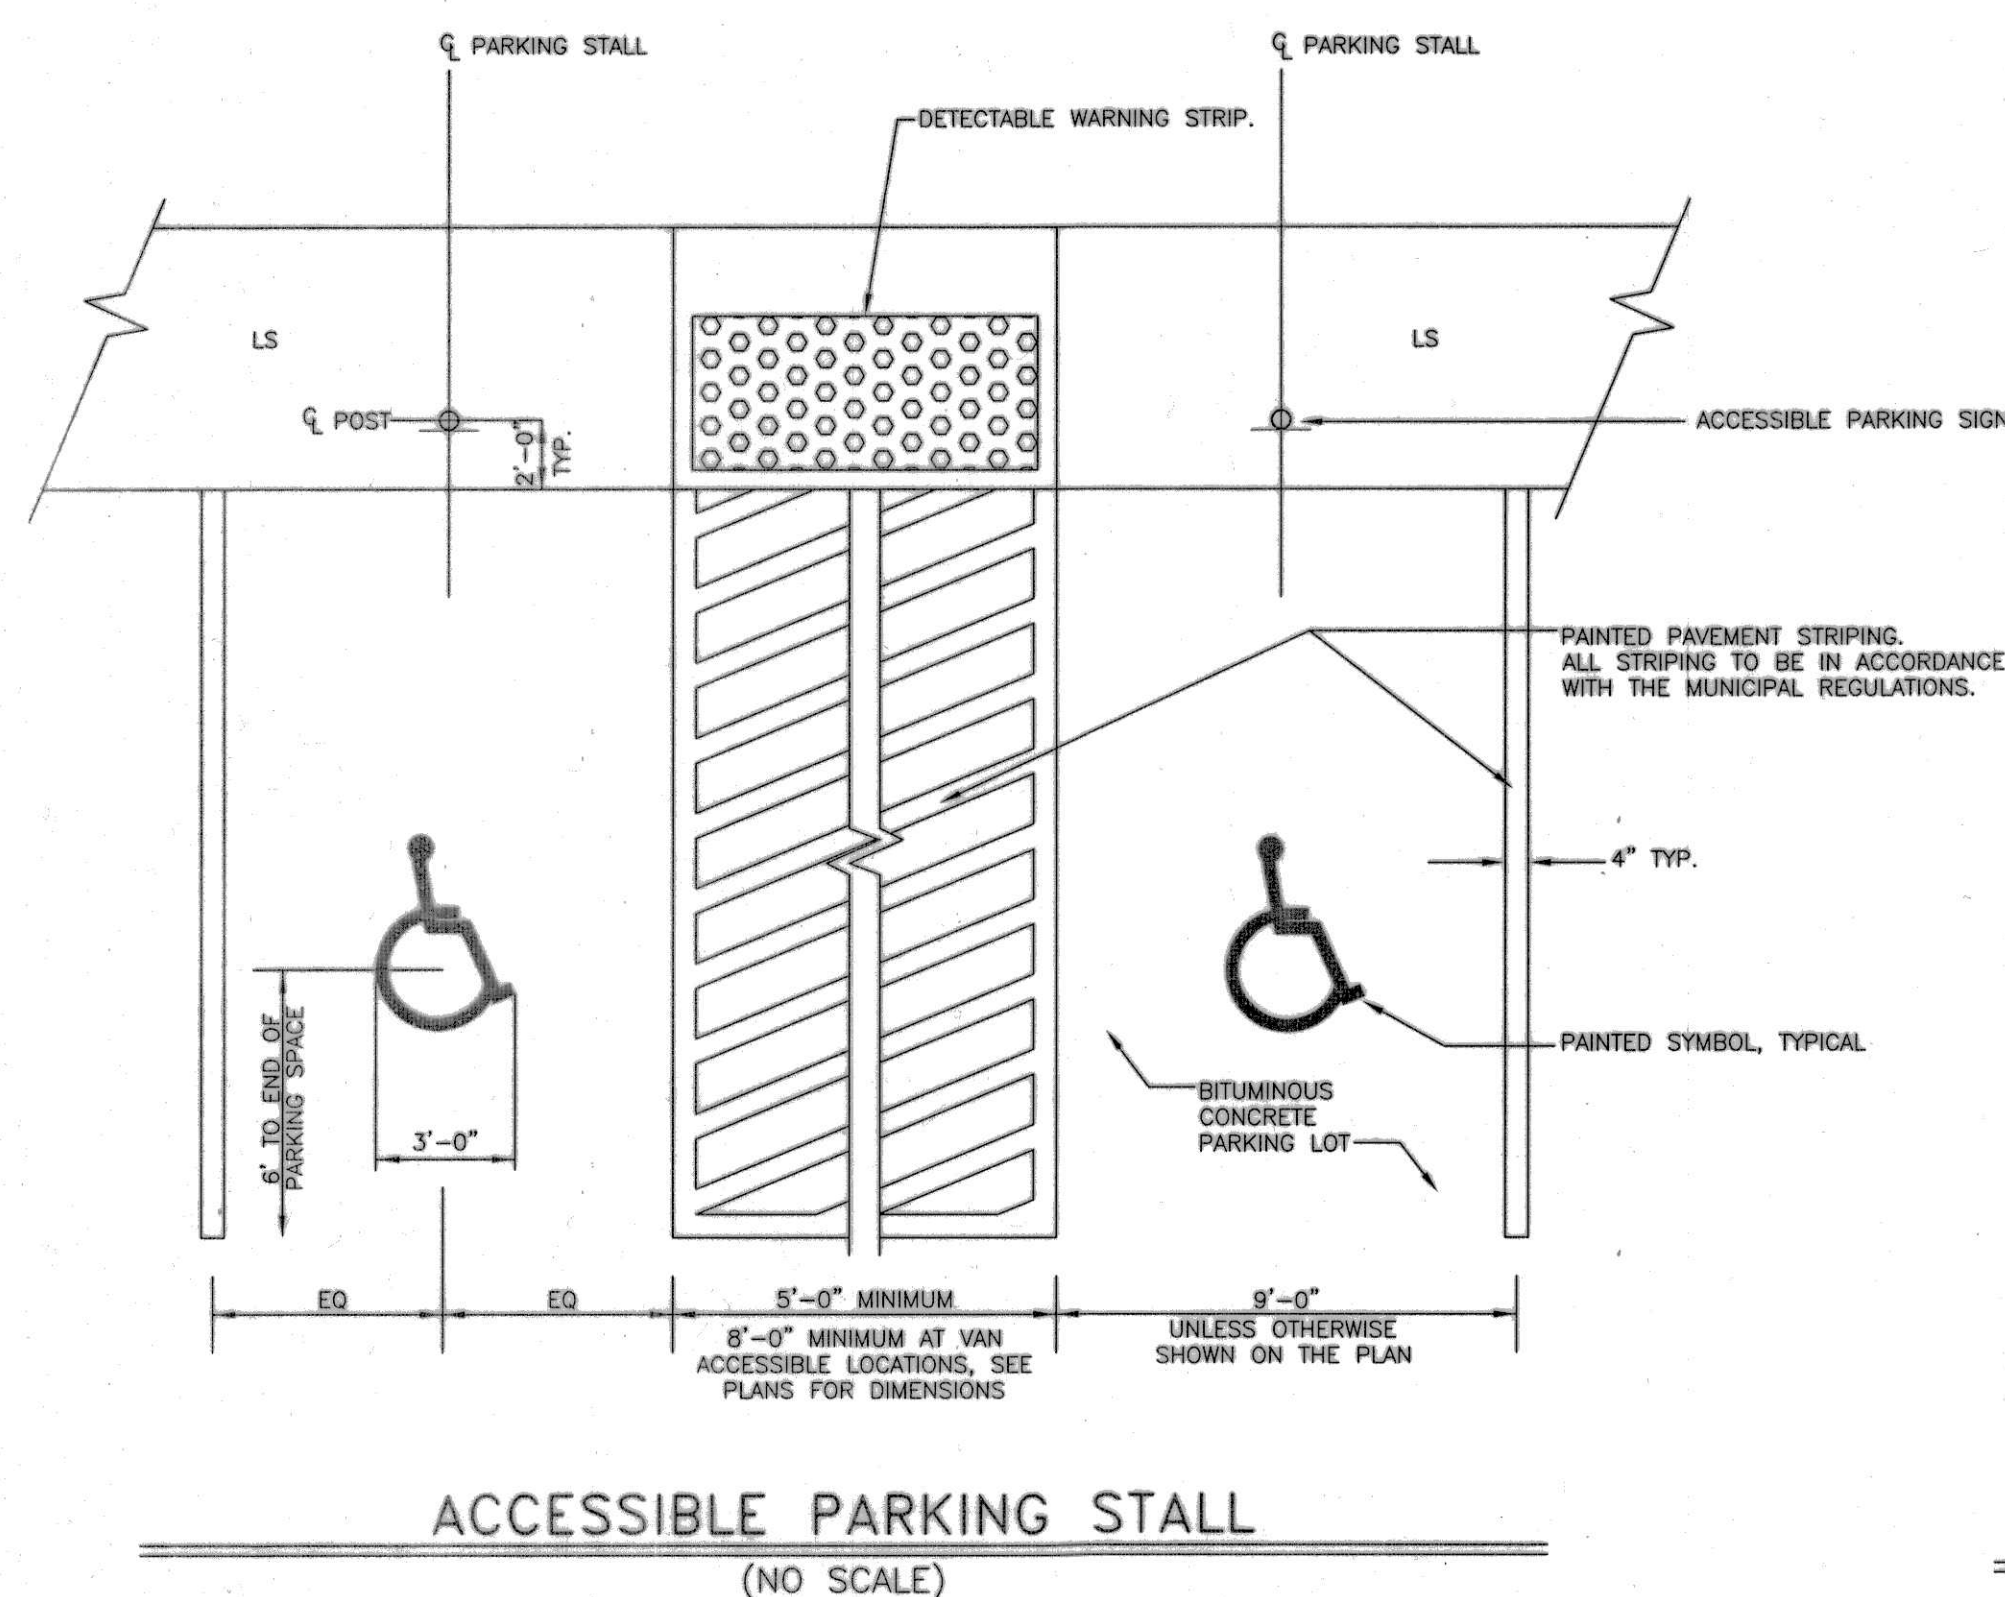 ℄ PARKING STALL
℄ PARKING STALL
DETECTABLE WARNING STRIP.
LS
LS
℄ POST
2'-0"
TYP.
ACCESSIBLE PARKING SIGN
PAINTED PAVEMENT STRIPING.
ALL STRIPING TO BE IN ACCORDANCE
WITH THE MUNICIPAL REGULATIONS.
4" TYP.
6' TO END OF
PARKING SPACE
3'-0"
PAINTED SYMBOL, TYPICAL
BITUMINOUS
CONCRETE
PARKING LOT
EQ
EQ
5'-0" MINIMUM
8'-0" MINIMUM AT VAN
ACCESSIBLE LOCATIONS, SEE
PLANS FOR DIMENSIONS
9'-0"
UNLESS OTHERWISE
SHOWN ON THE PLAN
ACCESSIBLE PARKING STALL
(NO SCALE)